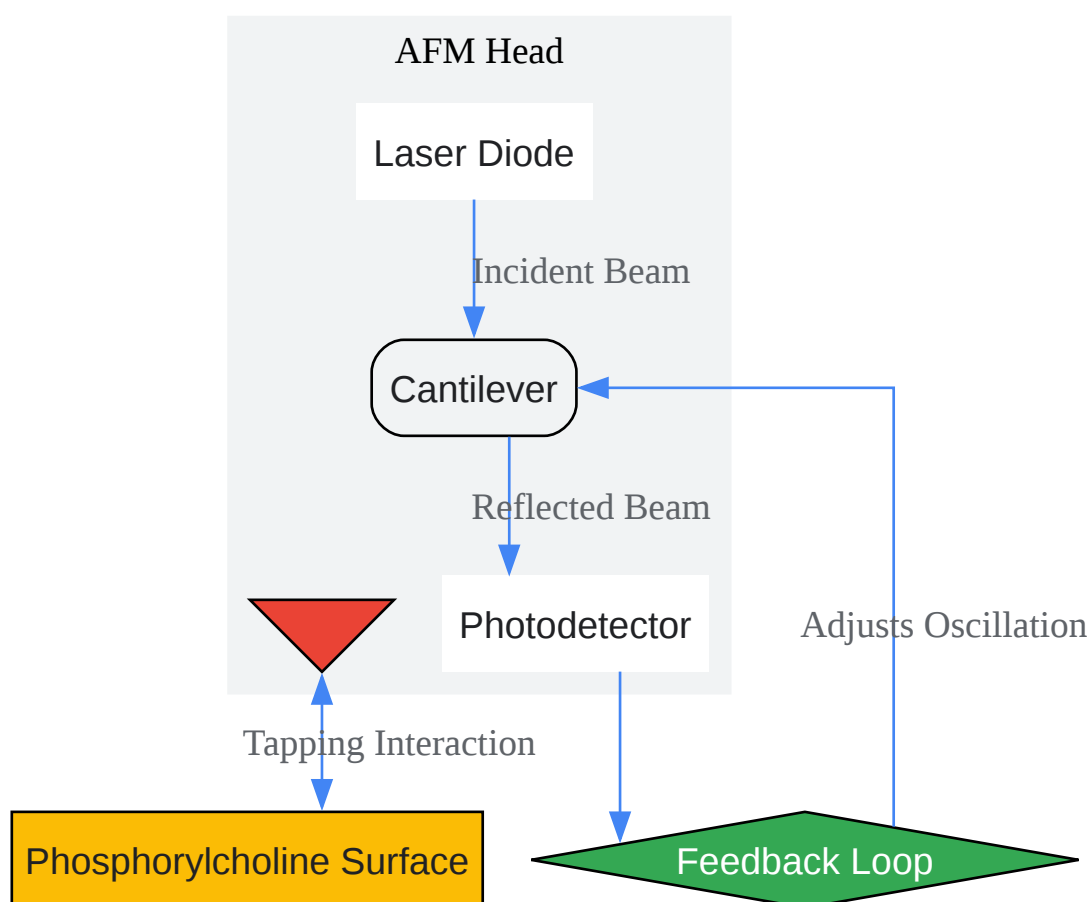 AFM Head
Laser Diode
Incident Beam
Cantilever
Reflected Beam
Photodetector
Adjusts Oscillation
Tapping Interaction
Phosphorylcholine Surface
Feedback Loop